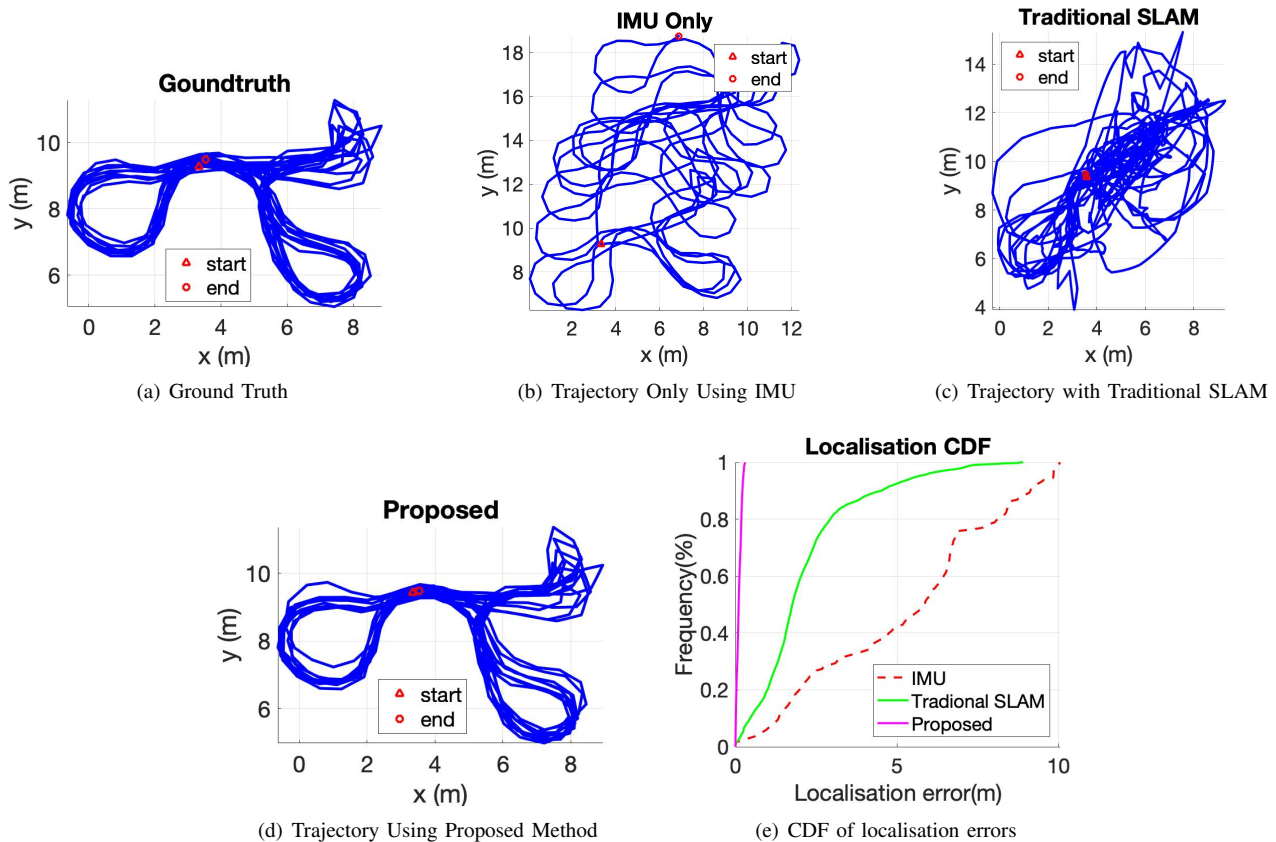 Goundtruth
10
8
6
0
2
4
6
8
y (m)
x (m)
start
end
(a) Ground Truth
IMU Only
18
16
14
12
10
8
2
4
6
8
10
12
y (m)
x (m)
start
end
(b) Trajectory Only Using IMU
Traditional SLAM
14
12
10
8
6
4
0
2
4
6
8
y (m)
x (m)
start
end
(c) Trajectory with Traditional SLAM
Proposed
10
8
6
0
2
4
6
8
y (m)
x (m)
start
end
(d) Trajectory Using Proposed Method
Localisation CDF
1
0.8
0.6
0.4
0.2
0
0
5
10
Frequency(%)
Localisation error(m)
IMU
Tradional SLAM
Proposed
(e) CDF of localisation errors